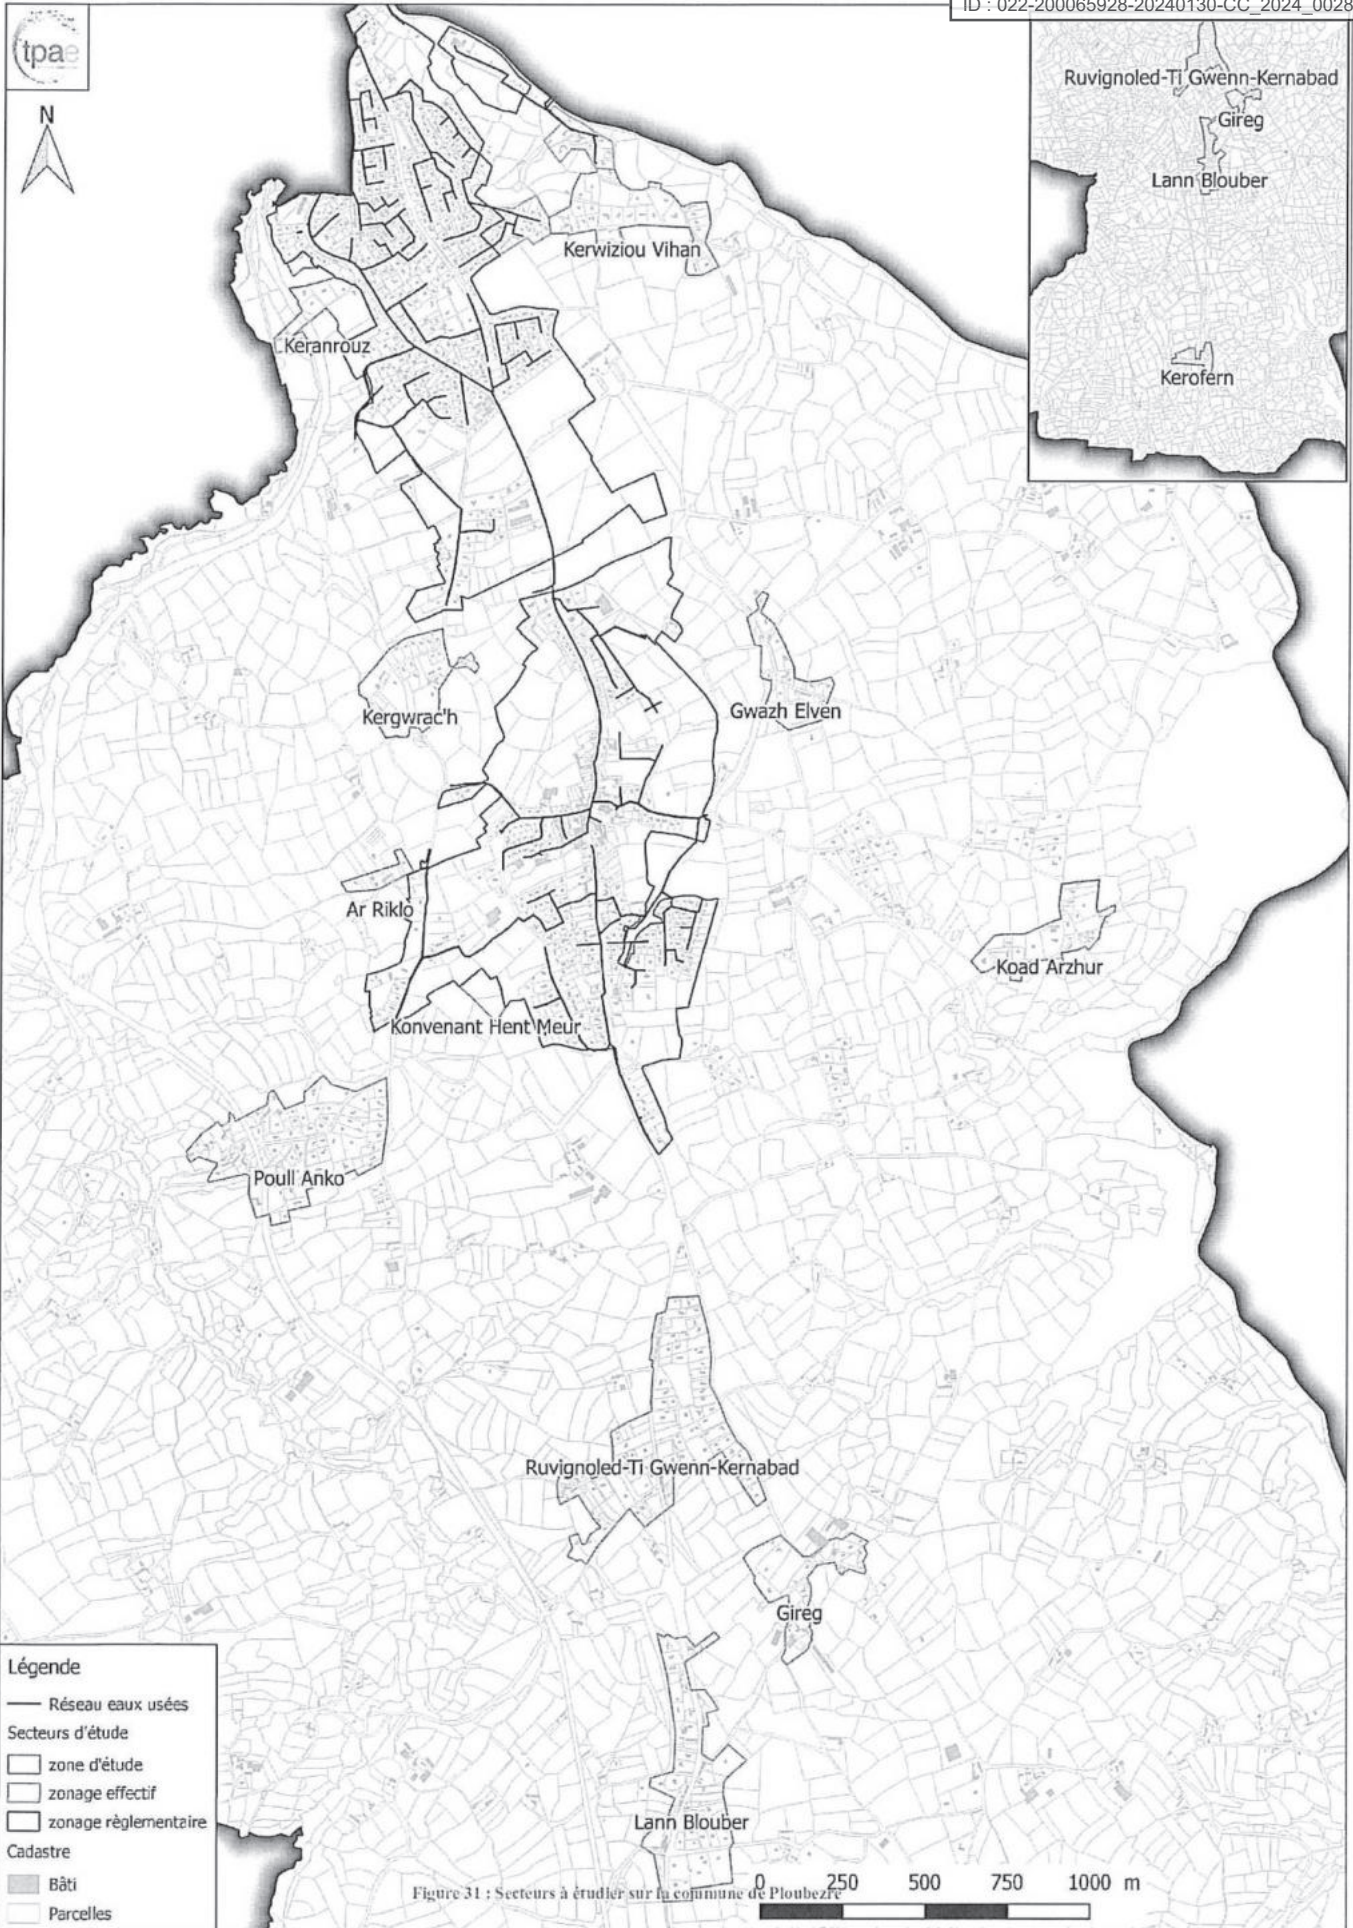 ID : 022-200065928-20240130-CC_2024_0028
tpae
N
Ruvignoled-Ti Gwenn-Kernabad
Gireg
Lann Blouber
Kerofern
Kerwiziou Vihan
Keranrouz
Kergwrac'h
Gwazh Elven
Ar Riklo
Koad Arzhur
Konvenant Hent Meur
Poull Anko
Ruvignoled-Ti Gwenn-Kernabad
Gireg
Lann Blouber
Légende
Réseau eaux usées
Secteurs d'étude
zone d'étude
zonage effectif
zonage règlementaire
Cadastre
Bâti
Parcelles
0 250 500 750 1000 m
Figure 31 : Secteurs à étudier sur la commune de Ploubezre